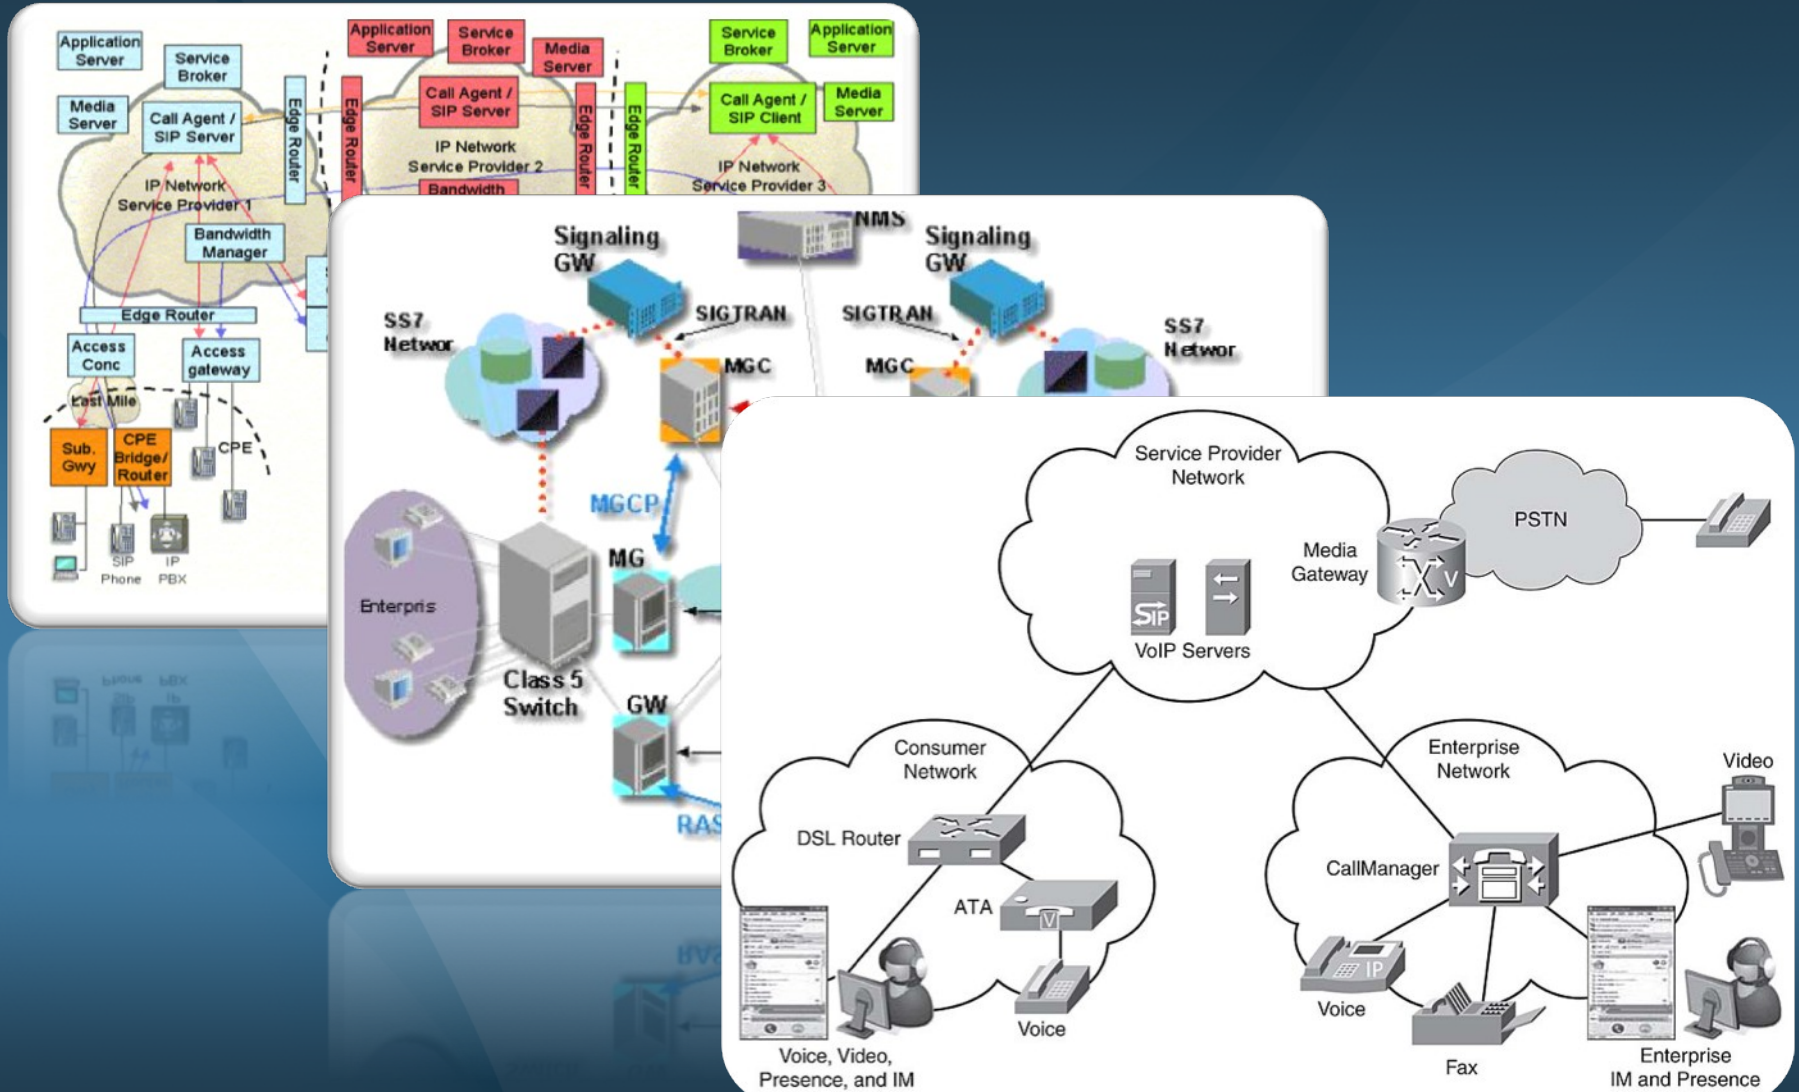 Application
Server
Service
Broker
Media
Server
Call Agent /
SIP Server
Edge Router
IP Network
Service Provider 1
Bandwidth
Manager
Edge Router
Access
Conc
Access
gateway
Last Mile
Sub.
Gwy
CPE
Bridge/
Router
CPE
SIP
Phone
IP
PBX
Application
Server
Service
Broker
Media
Server
Edge Router
Call Agent /
SIP Server
Edge Router
IP Network
Service Provider 2
Bandwidth
Service
Broker
Application
Server
Edge Router
Call Agent /
SIP Client
Media
Server
IP Network
Service Provider 3
Signaling
GW
NMS
Signaling
GW
SIGTRAN
SIGTRAN
SS7
Networ
SS7
Networ
MGC
MGC
MGCP
MG
Enterpris
Class 5
Switch
GW
RAS
Service Provider
Network
PSTN
Media
Gateway
V
SIP
VoIP Servers
Consumer
Network
DSL Router
ATA
V
Voice
Voice, Video,
Presence, and IM
Enterprise
Network
Video
CallManager
IP
Voice
Fax
Enterprise
IM and Presence